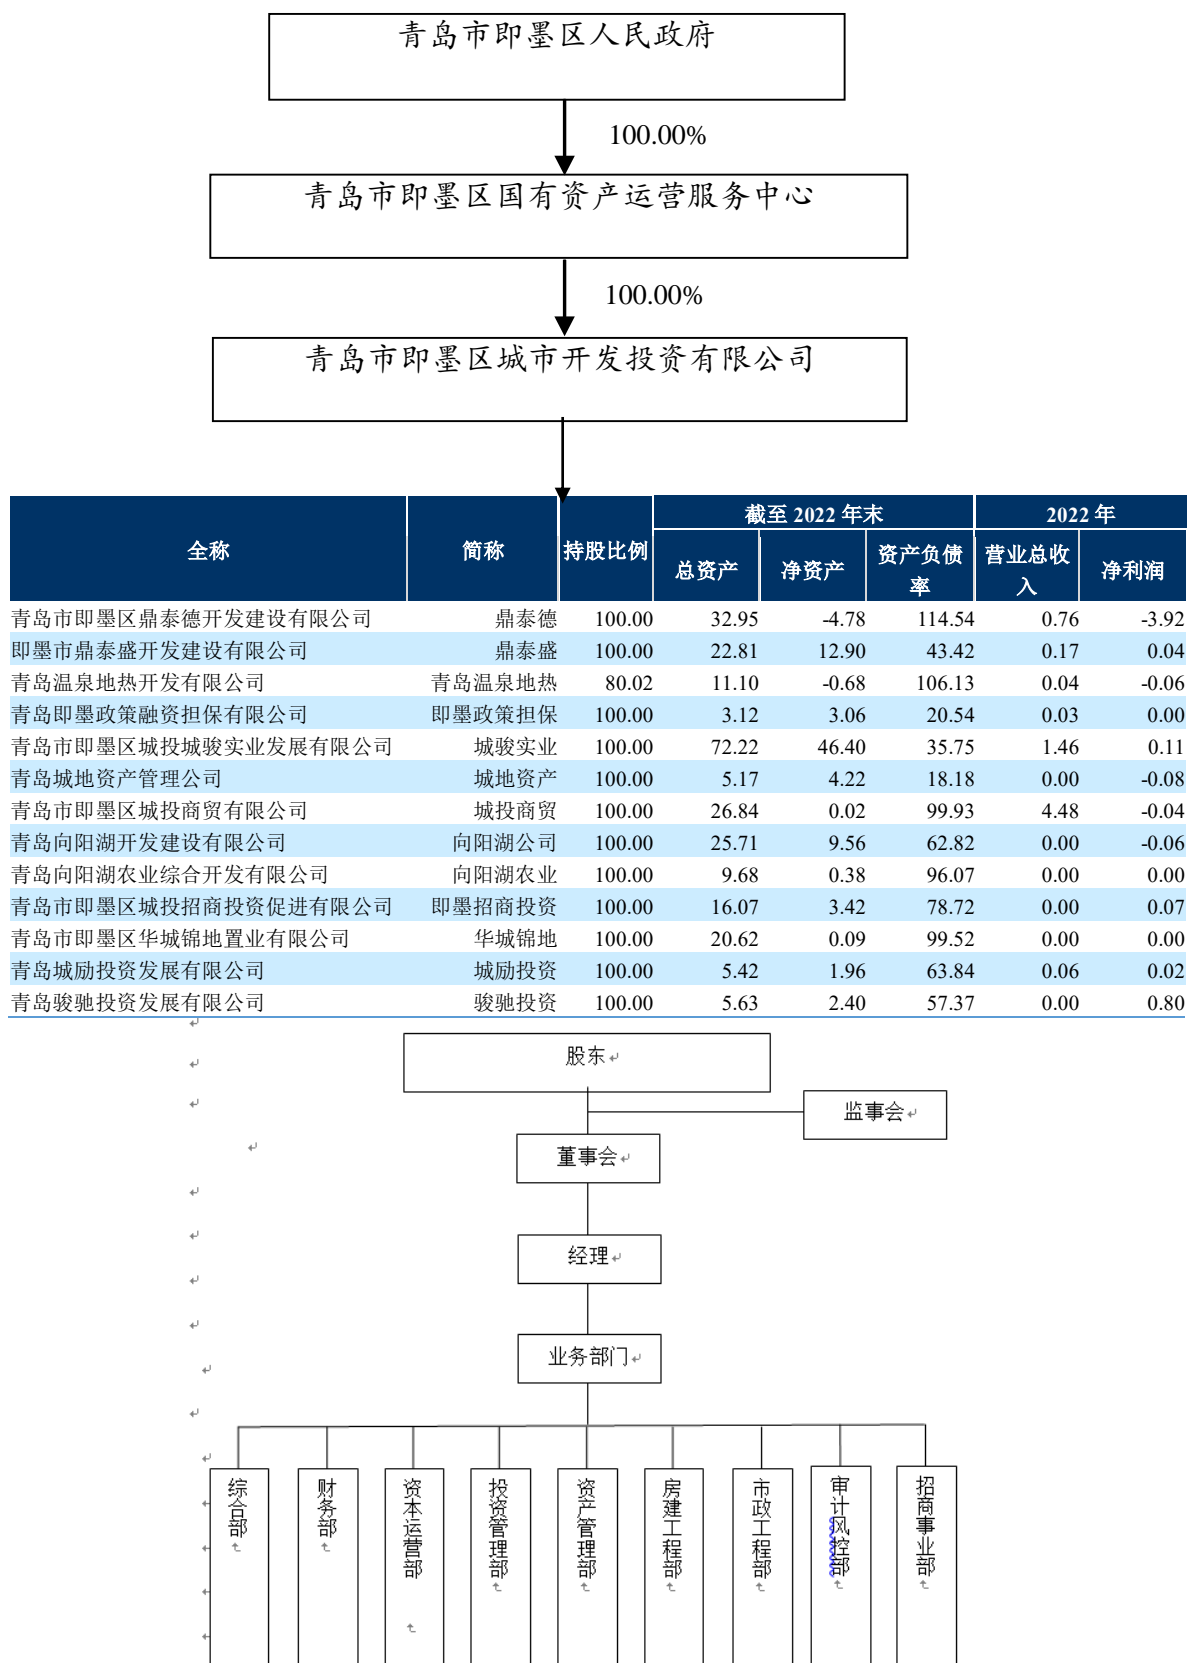 青岛市即墨区人民政府
100.00%
青岛市即墨区国有资产运营服务中心
100.00%
青岛市即墨区城市开发投资有限公司
全称 简称 持股比例 截至 2022 年末 2022 年
总资产 净资产 资产负债率 营业总收入 净利润
青岛市即墨区鼎泰德开发建设有限公司 鼎泰德 100.00 32.95 -4.78 114.54 0.76 -3.92
即墨市鼎泰盛开发建设有限公司 鼎泰盛 100.00 22.81 12.90 43.42 0.17 0.04
青岛温泉地热开发有限公司 青岛温泉地热 80.02 11.10 -0.68 106.13 0.04 -0.06
青岛即墨政策融资担保有限公司 即墨政策担保 100.00 3.12 3.06 20.54 0.03 0.00
青岛市即墨区城投城骏实业发展有限公司 城骏实业 100.00 72.22 46.40 35.75 1.46 0.11
青岛城地资产管理公司 城地资产 100.00 5.17 4.22 18.18 0.00 -0.08
青岛市即墨区城投商贸有限公司 城投商贸 100.00 26.84 0.02 99.93 4.48 -0.04
青岛向阳湖开发建设有限公司 向阳湖公司 100.00 25.71 9.56 62.82 0.00 -0.06
青岛向阳湖农业综合开发有限公司 向阳湖农业 100.00 9.68 0.38 96.07 0.00 0.00
青岛市即墨区城投招商投资促进有限公司 即墨招商投资 100.00 16.07 3.42 78.72 0.00 0.07
青岛市即墨区华城锦地置业有限公司 华城锦地 100.00 20.62 0.09 99.52 0.00 0.00
青岛城励投资发展有限公司 城励投资 100.00 5.42 1.96 63.84 0.06 0.02
青岛骏驰投资发展有限公司 骏驰投资 100.00 5.63 2.40 57.37 0.00 0.80
股东
监事会
董事会
经理
业务部门
综合部
财务部
资本运营部
投资管理部
资产管理部
房建工程部
市政工程部
审计风控部
招商事业部